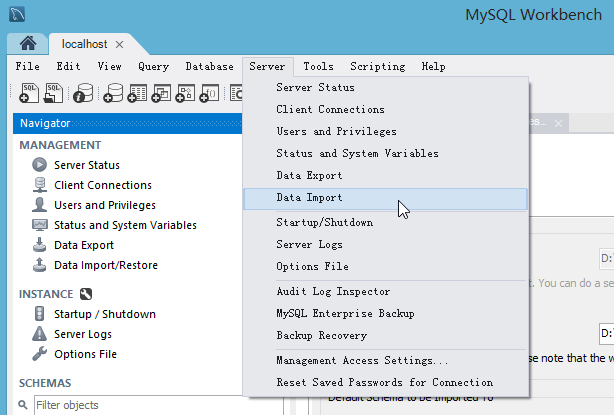 MySQL Workbench
localhost
File Edit View Query Database Server Tools Scripting Help
Server Status
Client Connections
Users and Privileges
Status and System Variables
Data Export
Data Import
Startup/Shutdown
Server Logs
Options File
Audit Log Inspector
MySQL Enterprise Backup
Backup Recovery
Management Access Settings...
Reset Saved Passwords for Connection
Navigator
MANAGEMENT
Server Status
Client Connections
Users and Privileges
Status and System Variables
Data Export
Data Import/Restore
INSTANCE
Startup / Shutdown
Server Logs
Options File
SCHEMAS
Filter objects
SQL SQL
D:\
t. You can do a se
D:\
se note that the w
Default Schema to be Imported To